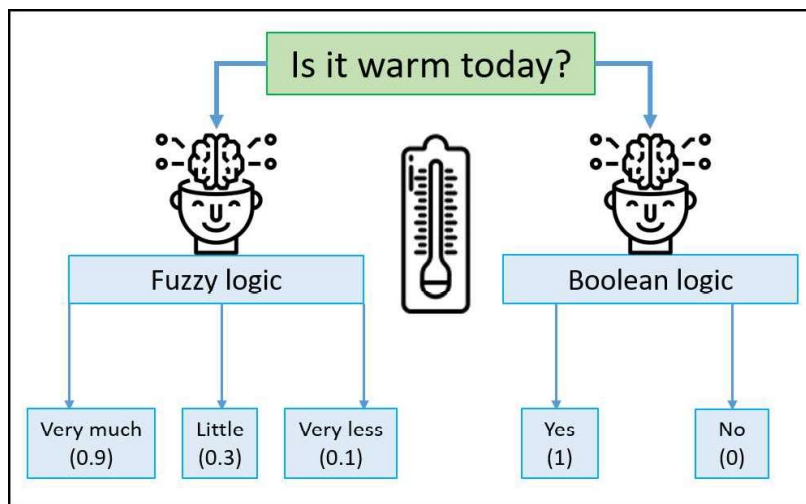 Is it warm today?
Fuzzy logic
Boolean logic
Very much
(0.9)
Little
(0.3)
Very less
(0.1)
Yes
(1)
No
(0)